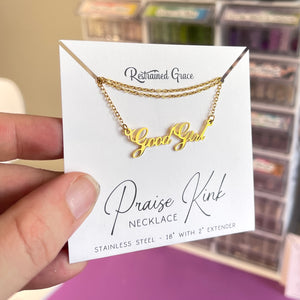 Restrained Grace
Good Girl
Praise Kink
NECKLACE
STAINLESS STEEL - 18" WITH 2" EXTENDER